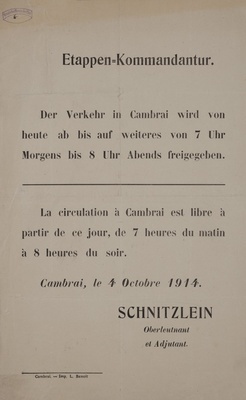 Etappen=Kommandantur.
Der Verkehr in Cambrai wird von
heute ab bis auf weiteres von 7 Uhr
Morgens bis 8 Uhr Abends freigegeben.
La circulation à Cambrai est libre à
partir de ce jour, de 7 heures du matin
à 8 heures du soir.
Cambrai, le 4 Octobre 1914.
SCHNITZLEIN
Oberleutnant
et Adjutant.
Cambrai. — Imp. L.